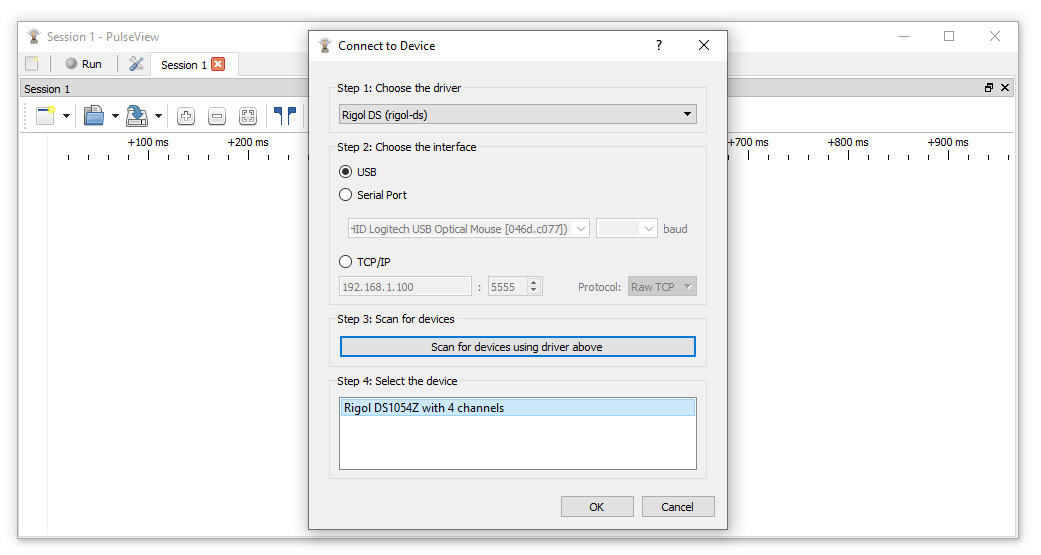 Session 1 - PulseView
Run
Session 1
Session 1
+100 ms
+200 ms
+700 ms
+800 ms
+900 ms
Connect to Device
?
Step 1: Choose the driver
Rigol DS (rigol-ds)
Step 2: Choose the interface
USB
Serial Port
HID Logitech USB Optical Mouse [046d.c077]) baud
TCP/IP
192.168.1.100 : 5555 Protocol: Raw TCP
Step 3: Scan for devices
Scan for devices using driver above
Step 4: Select the device
Rigol DS1054Z with 4 channels
OK Cancel